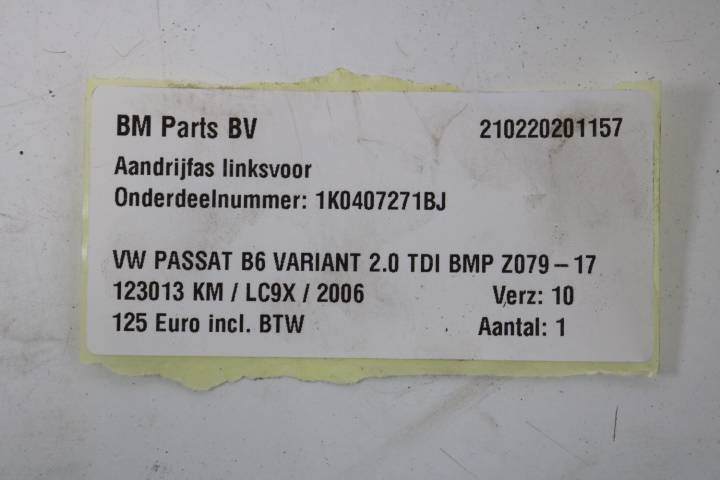 BM Parts BV 210220201157
Aandrijfas linksvoor
Onderdeelnummer: 1K0407271BJ
VW PASSAT B6 VARIANT 2.0 TDI BMP Z079-17
123013 KM / LC9X / 2006 Verz: 10
125 Euro incl. BTW Aantal: 1